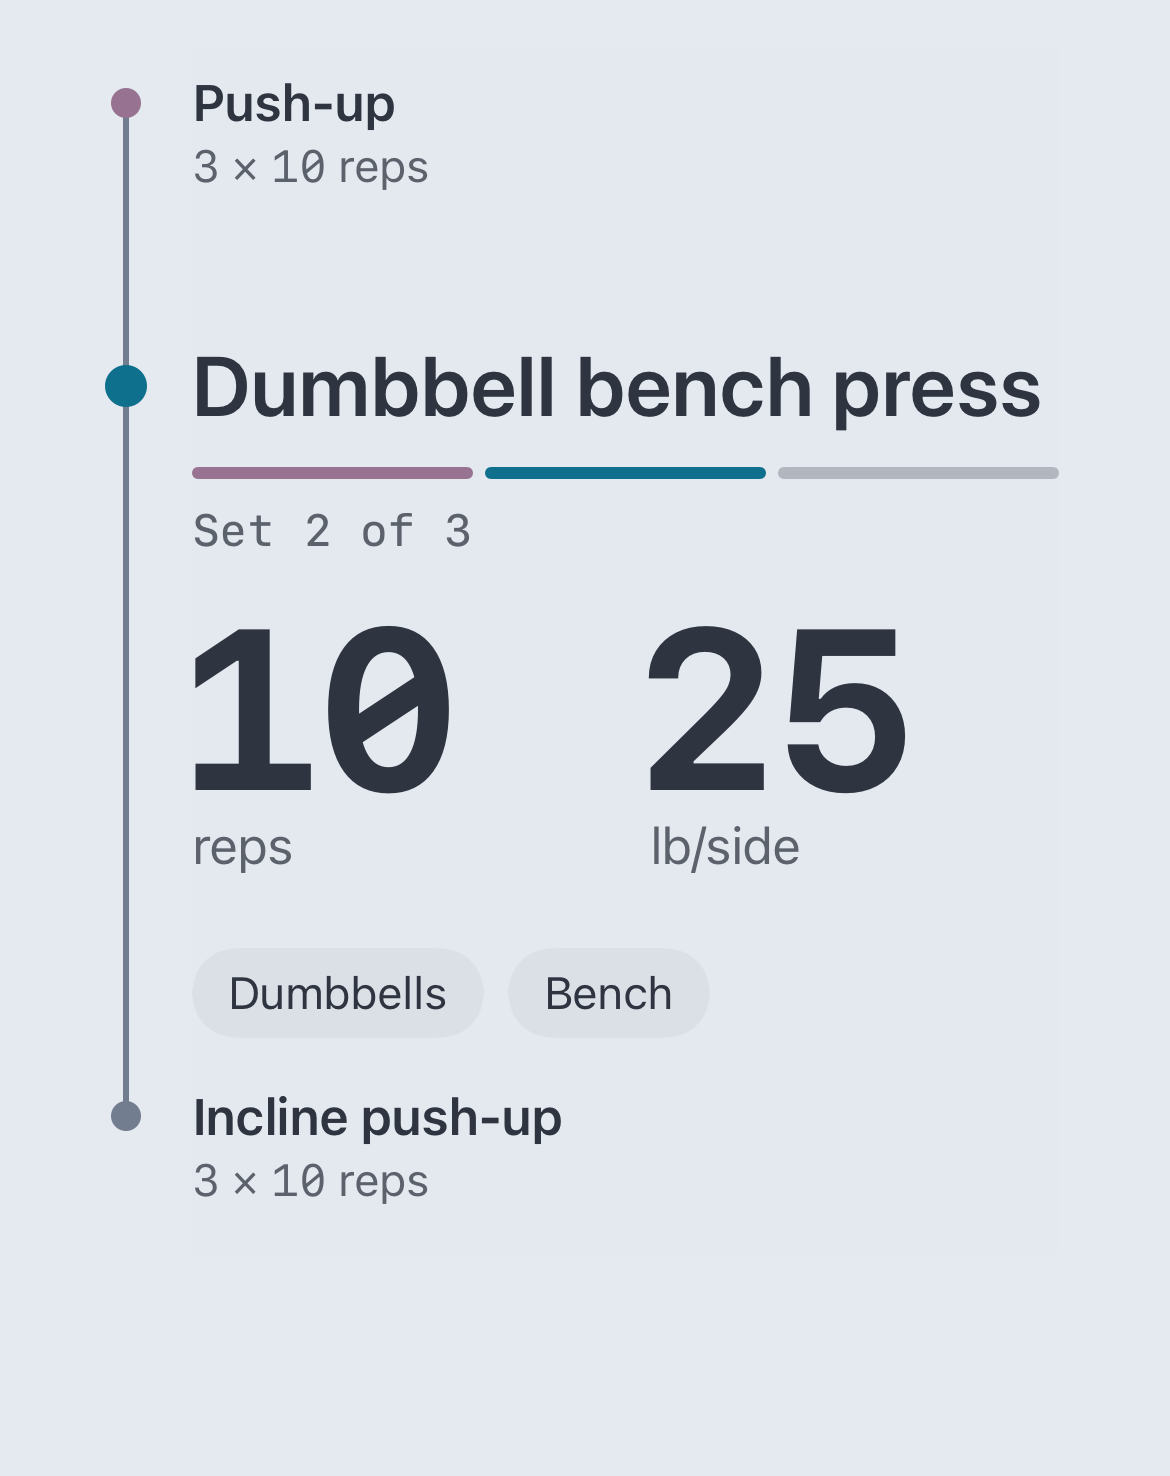 Push-up
3 × 10 reps
Dumbbell bench press
Set 2 of 3
10 25
reps lb/side
Dumbbells Bench
Incline push-up
3 × 10 reps